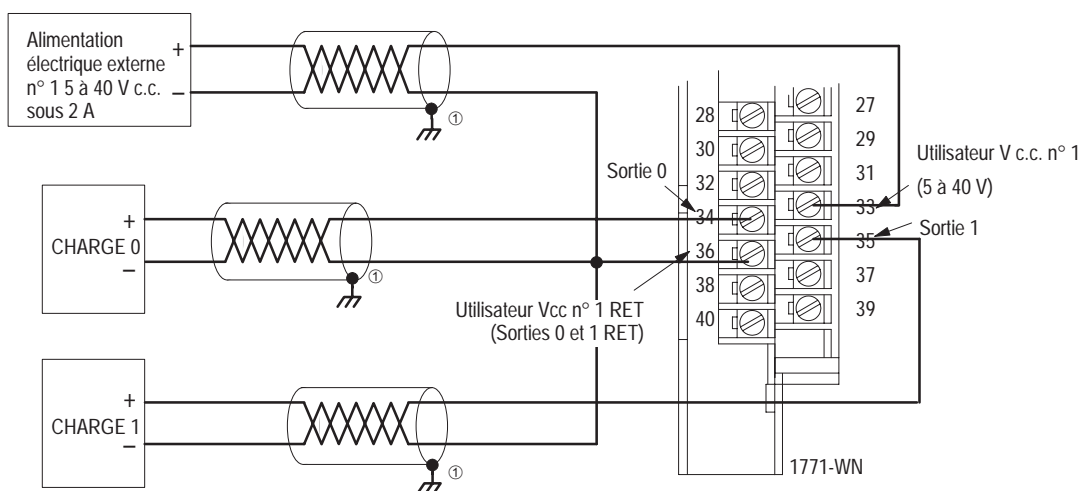 Alimentation
électrique externe
n° 1 5 à 40 V c.c.
sous 2 A
+
−
①
CHARGE 0
+
−
①
CHARGE 1
+
−
①
Sortie 0
Utilisateur Vcc n° 1 RET
(Sorties 0 et 1 RET)
28
30
32
34
36
38
40
27
29
31
33
35
37
39
Utilisateur V c.c. n° 1
(5 à 40 V)
Sortie 1
1771-WN